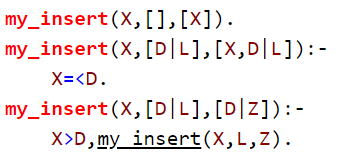 my_insert(X,[],[X]).
my_insert(X,[D|L],[X,D|L]):-
X=<D.
my_insert(X,[D|L],[D|Z]):-
X>D,my_insert(X,L,Z).